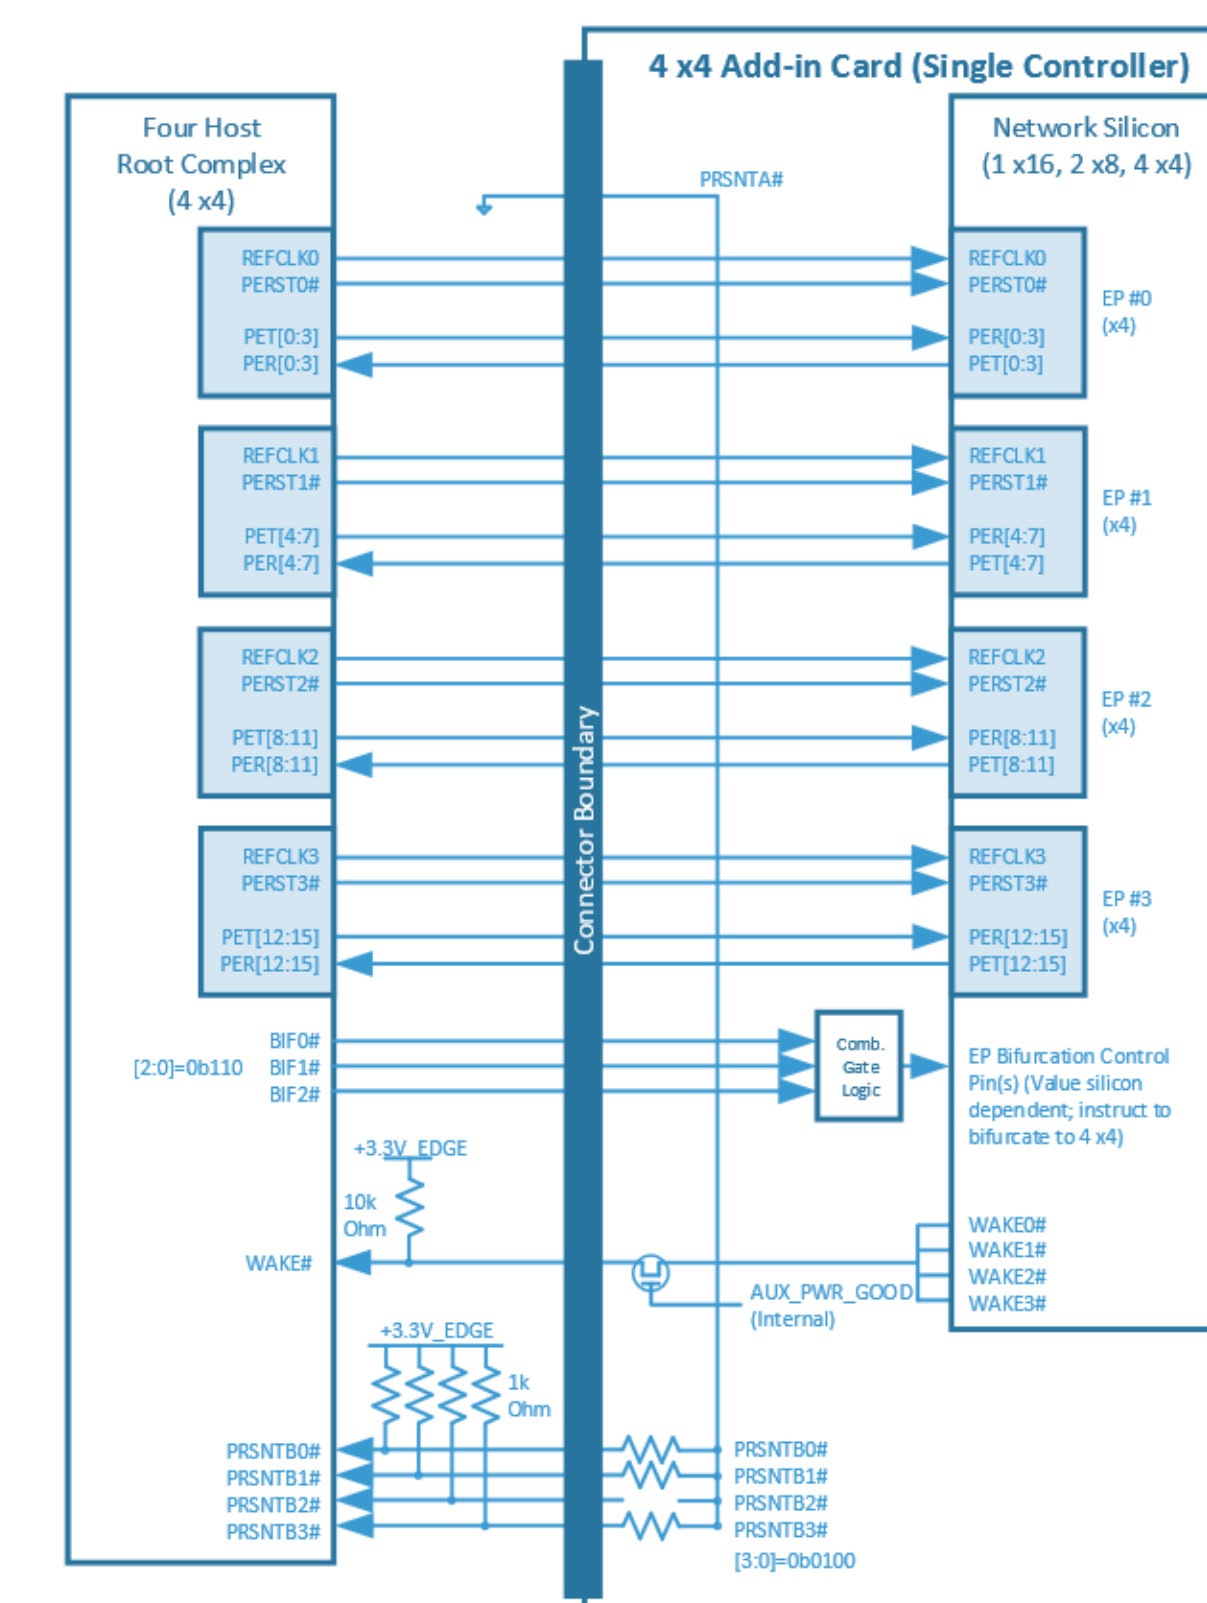 4 x4 Add-in Card (Single Controller)
Four Host
Root Complex
(4 x4)
Network Silicon
(1 x16, 2 x8, 4 x4)
PRSNTA#
REFCLK0
PERST0#
PET[0:3]
PER[0:3]
REFCLK0
PERST0#
PER[0:3]
PET[0:3]
EP #0
(x4)
REFCLK1
PERST1#
PET[4:7]
PER[4:7]
REFCLK1
PERST1#
PER[4:7]
PET[4:7]
EP #1
(x4)
REFCLK2
PERST2#
PET[8:11]
PER[8:11]
REFCLK2
PERST2#
PER[8:11]
PET[8:11]
EP #2
(x4)
Connector Boundary
REFCLK3
PERST3#
PET[12:15]
PER[12:15]
REFCLK3
PERST3#
PER[12:15]
PET[12:15]
EP #3
(x4)
[2:0]=0b110
BIF0#
BIF1#
BIF2#
Comb.
Gate
Logic
EP Bifurcation Control
Pin(s) (Value silicon
dependent; instruct to
bifurcate to 4 x4)
+3.3V_EDGE
10k
Ohm
WAKE#
AUX_PWR_GOOD
(Internal)
WAKE0#
WAKE1#
WAKE2#
WAKE3#
+3.3V_EDGE
1k
Ohm
PRSNTB0#
PRSNTB1#
PRSNTB2#
PRSNTB3#
PRSNTB0#
PRSNTB1#
PRSNTB2#
PRSNTB3#
[3:0]=0b0100